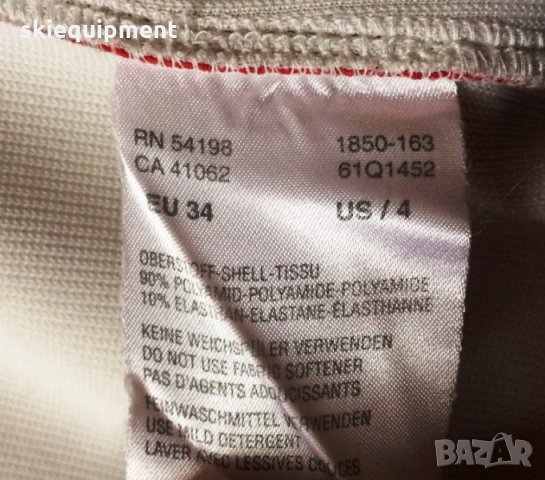 skiequipment
RN 54198 1850-163
CA 41062 61Q1452
EU 34 US / 4
OBERSTOFF-SHELL-TISSU
90% POLYAMID-POLYAMIDE-POLYAMIDE
10% ELASTHAN-ELASTANE-ÉLASTHANNE
KEINE WEICHSPÜLER VERWENDEN
DO NOT USE FABRIC SOFTENER
PAS D'AGENTS ADOUCISSANTS
FEINWASCHMITTEL VERWENDEN
USE MILD DETERGENT
LAVER AVEC LESSIVES DOUCES
BAZAR